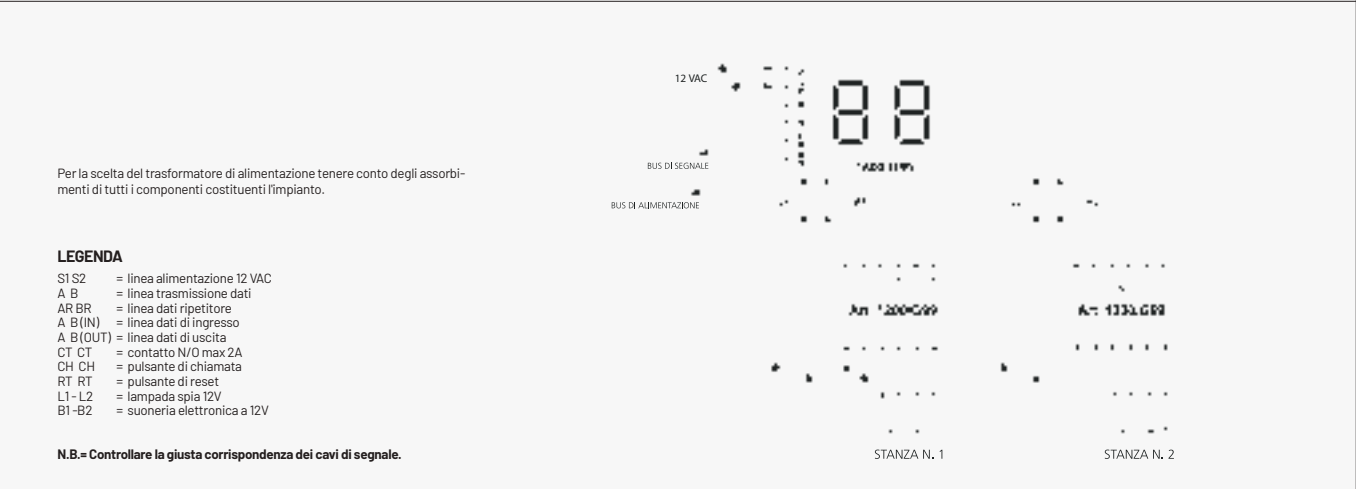 12 VAC
88
BUS DI SEGNALE
Per la scelta del trasformatore di alimentazione tenere conto degli assorbi-
menti di tutti i componenti costituenti l'impianto.
BUS DI ALIMENTAZIONE
LEGENDA
S1 S2 = linea alimentazione 12 VAC
A B = linea trasmissione dati
AR BR = linea dati ripetitore
A B (IN) = linea dati di ingresso
A B (OUT) = linea dati di uscita
CT CT = contatto N/O max 2A
CH CH = pulsante di chiamata
RT RT = pulsante di reset
L1 - L2 = lampada spia 12V
B1 -B2 = suoneria elettronica a 12V
N.B.= Controllare la giusta corrispondenza dei cavi di segnale.
STANZA N. 1
STANZA N. 2